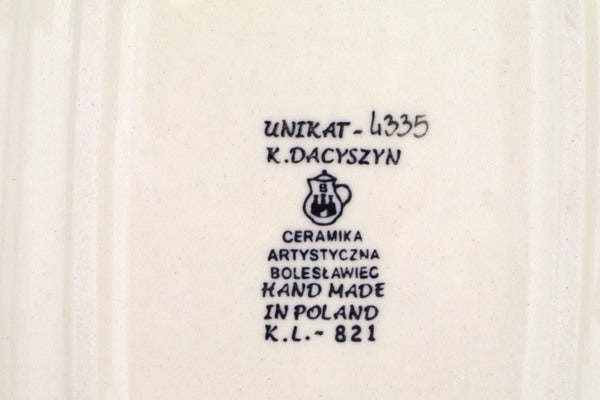 UNIKAT - 4335
K. DACYSZYN
B
CERAMIKA
ARTYSTYCZNA
BOLESŁAWIEC
HAND MADE
IN POLAND
K.L. - 821